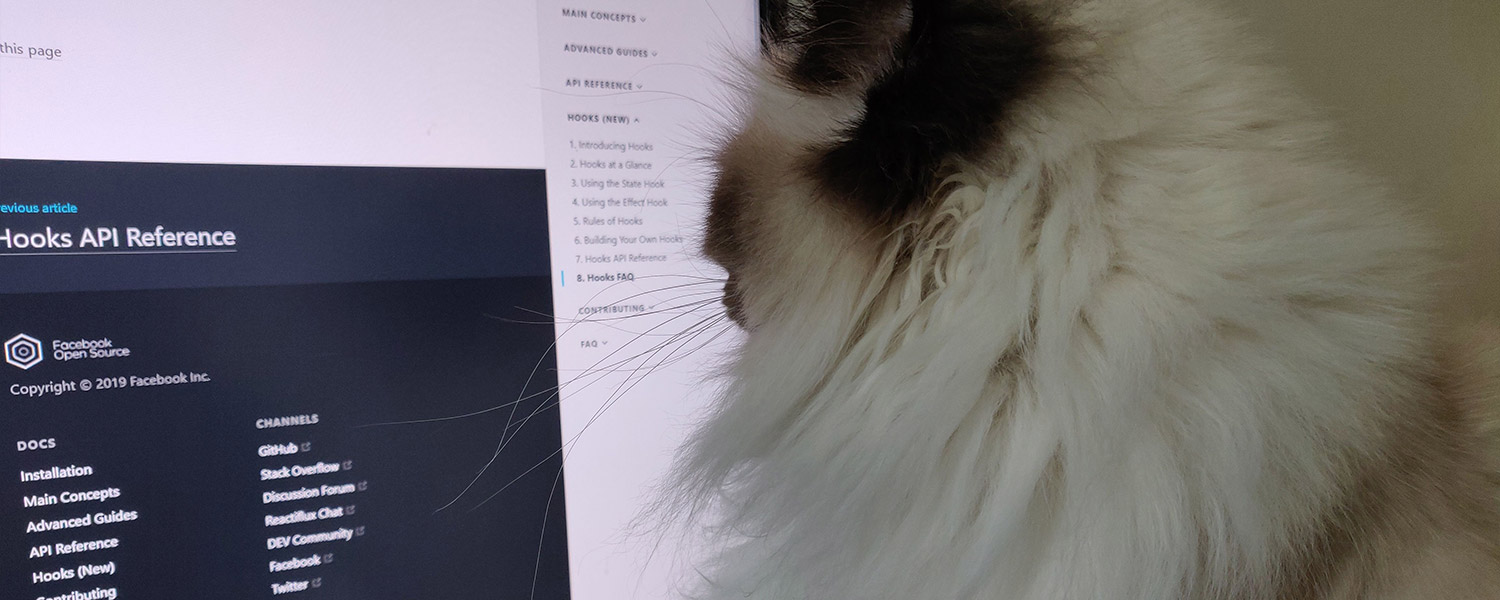 this page
evious article
Hooks API Reference
Facebook
Open Source
Copyright © 2019 Facebook Inc.
DOCS
Installation
Main Concepts
Advanced Guides
API Reference
Hooks (New)
Contributing
CHANNELS
GitHub
Stack Overflow
Discussion Forum
Reactiflux Chat
DEV Community
Facebook
Twitter
MAIN CONCEPTS
ADVANCED GUIDES
API REFERENCE
HOOKS (NEW)
1. Introducing Hooks
2. Hooks at a Glance
3. Using the State Hook
4. Using the Effect Hook
5. Rules of Hooks
6. Building Your Own Hooks
7. Hooks API Reference
8. Hooks FAQ
CONTRIBUTING
FAQ